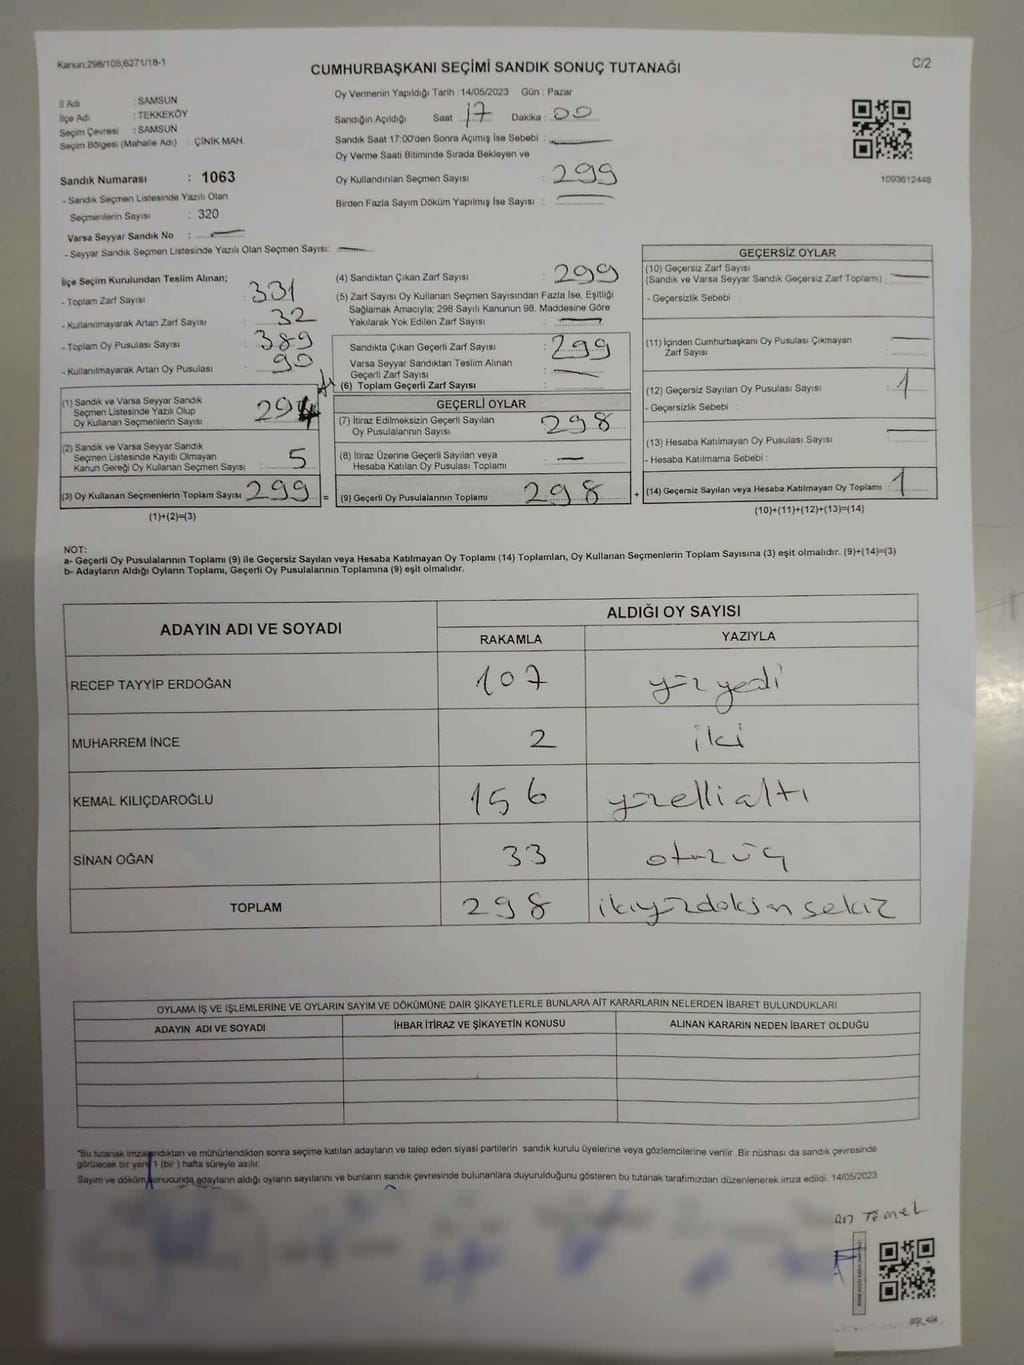 Kanun;298/105;6271/18-1
CUMHURBAŞKANI SEÇİMİ SANDIK SONUÇ TUTANAĞI
C/2
İl Adı : SAMSUN
İlçe Adı : TEKKEKÖY
Seçim Çevresi : SAMSUN
Seçim Bölgesi (Mahalle Adı) : ÇİNİK MAH.
Sandık Numarası : 1063
- Sandık Seçmen Listesinde Yazılı Olan
Seçmenlerin Sayısı : 320
Varsa Seyyar Sandık No :
- Seyyar Sandık Seçmen Listesinde Yazılı Olan Seçmen Sayısı:
Oy Vermenin Yapıldığı Tarih : 14/05/2023 Gün : Pazar
Sandığın Açıldığı Saat : 17 Dakika : 00
Sandık Saat 17:00'den Sonra Açımış İse Sebebi :
Oy Verme Saati Bitiminde Sırada Bekleyen ve
Oy Kullandırılan Seçmen Sayısı : 299
Birden Fazla Sayım Döküm Yapılmış İse Sayısı :
1093612448
İlçe Seçim Kurulundan Teslim Alınan;
- Toplam Zarf Sayısı : 331
- Kullanılmayarak Artan Zarf Sayısı : 32
- Toplam Oy Pusulası Sayısı : 389
- Kullanılmayarak Artan Oy Pusulası : 90
(1) Sandık ve Varsa Seyyar Sandık
Seçmen Listesinde Yazılı Olup
Oy Kullanan Seçmenlerin Sayısı 294
(2) Sandık ve Varsa Seyyar Sandık
Seçmen Listesinde Kayıtlı Olmayan
Kanun Gereği Oy Kullanan Seçmen Sayısı : 5
(3) Oy Kullanan Seçmenlerin Toplam Sayısı 299 =
(1)+(2)=(3)
(4) Sandıktan Çıkan Zarf Sayısı : 299
(5) Zarf Sayısı Oy Kullanan Seçmen Sayısından Fazla İse, Eşitliği
Sağlamak Amacıyla; 298 Sayılı Kanunun 98. Maddesine Göre
Yakılarak Yok Edilen Zarf Sayısı :
Sandıkta Çıkan Geçerli Zarf Sayısı : 299
Varsa Seyyar Sandıktan Teslim Alınan
Geçerli Zarf Sayısı :
(6) Toplam Geçerli Zarf Sayısı :
GEÇERLİ OYLAR
(7) İtiraz Edilmeksizin Geçerli Sayılan
Oy Pusulalarının Sayısı : 298
(8) İtiraz Üzerine Geçerli Sayılan veya
Hesaba Katılan Oy Pusulası Toplamı : —
(9) Geçerli Oy Pusulalarının Toplamı 298 +
GEÇERSİZ OYLAR
(10) Geçersiz Zarf Sayısı
(Sandık ve Varsa Seyyar Sandık Geçersiz Zarf Toplamı) :
- Geçersizlik Sebebi :
(11) İçinden Cumhurbaşkanı Oy Pusulası Çıkmayan
Zarf Sayısı :
(12) Geçersiz Sayılan Oy Pusulası Sayısı : 1
- Geçersizlik Sebebi :
(13) Hesaba Katılmayan Oy Pusulası Sayısı :
- Hesaba Katılmama Sebebi :
(14) Geçersiz Sayılan veya Hesaba Katılmayan Oy Toplamı : 1
(10)+(11)+(12)+(13)=(14)
NOT:
a- Geçerli Oy Pusulalarının Toplamı (9) ile Geçersiz Sayılan veya Hesaba Katılmayan Oy Toplamı (14) Toplamları, Oy Kullanan Seçmenlerin Toplam Sayısına (3) eşit olmalıdır. (9)+(14)=(3)
b- Adayların Aldığı Oyların Toplamı, Geçerli Oy Pusulalarının Toplamına (9) eşit olmalıdır.
ADAYIN ADI VE SOYADI
ALDIĞI OY SAYISI
RAKAMLA YAZIYLA
RECEP TAYYİP ERDOĞAN 107 yüz yedi
MUHARREM İNCE 2 iki
KEMAL KILIÇDAROĞLU 156 yüzellialtı
SİNAN OĞAN 33 otuzüç
TOPLAM 298 ikiyüzdoksansekiz
OYLAMA İŞ VE İŞLEMLERİNE VE OYLARIN SAYIM VE DÖKÜMÜNE DAİR ŞİKAYETLERLE BUNLARA AİT KARARLARIN NELERDEN İBARET BULUNDUKLARI
ADAYIN ADI VE SOYADI İHBAR İTİRAZ VE ŞİKAYETİN KONUSU ALINAN KARARIN NEDEN İBARET OLDUĞU
"Bu tutanak imzalandıktan ve mühürlendikten sonra seçime katılan adayların ve talep eden siyasi partilerin sandık kurulu üyelerine veya gözlemcilerine verilir .Bir nüshası da sandık çevresinde
görülecek bir yere 1 (bir ) hafta süreyle asılır.
Sayım ve döküm sonucunda adayların aldığı oyların sayılarını ve bunların sandık çevresinde bulunanlara duyurulduğunu gösteren bu tutanak tarafımızdan düzenlenerek imza edildi. 14/05/2023
an Temel